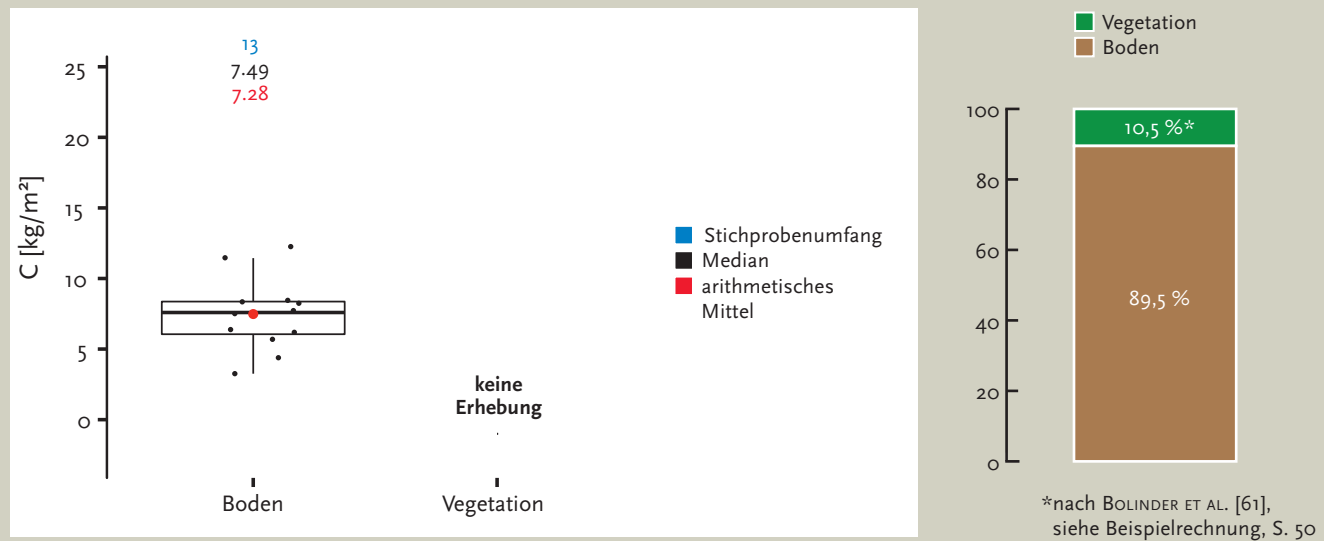 13
7.49
7.28
25
20
15
10
5
0
C [kg/m²]
keine
Erhebung
Boden
Vegetation
Stichprobenumfang
Median
arithmetisches
Mittel
Vegetation
Boden
100
80
60
40
20
0
10,5 %*
89,5 %
*nach BOLINDER ET AL. [61],
siehe Beispielrechnung, S. 50